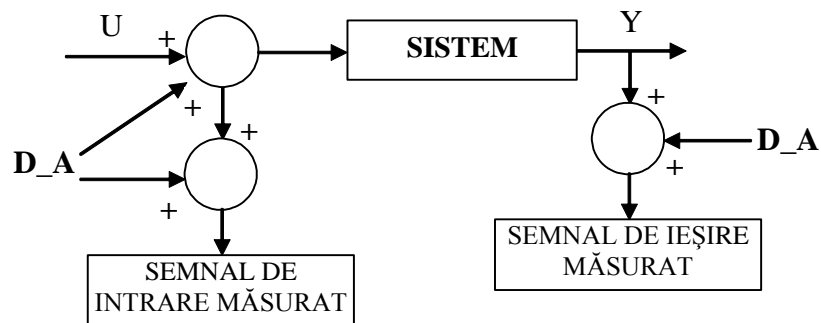 U
+
SISTEM
Y
+
+
+
D_A
+
+
D_A
+
SEMNAL DE
INTRARE MĂSURAT
SEMNAL DE IEŞIRE
MĂSURAT